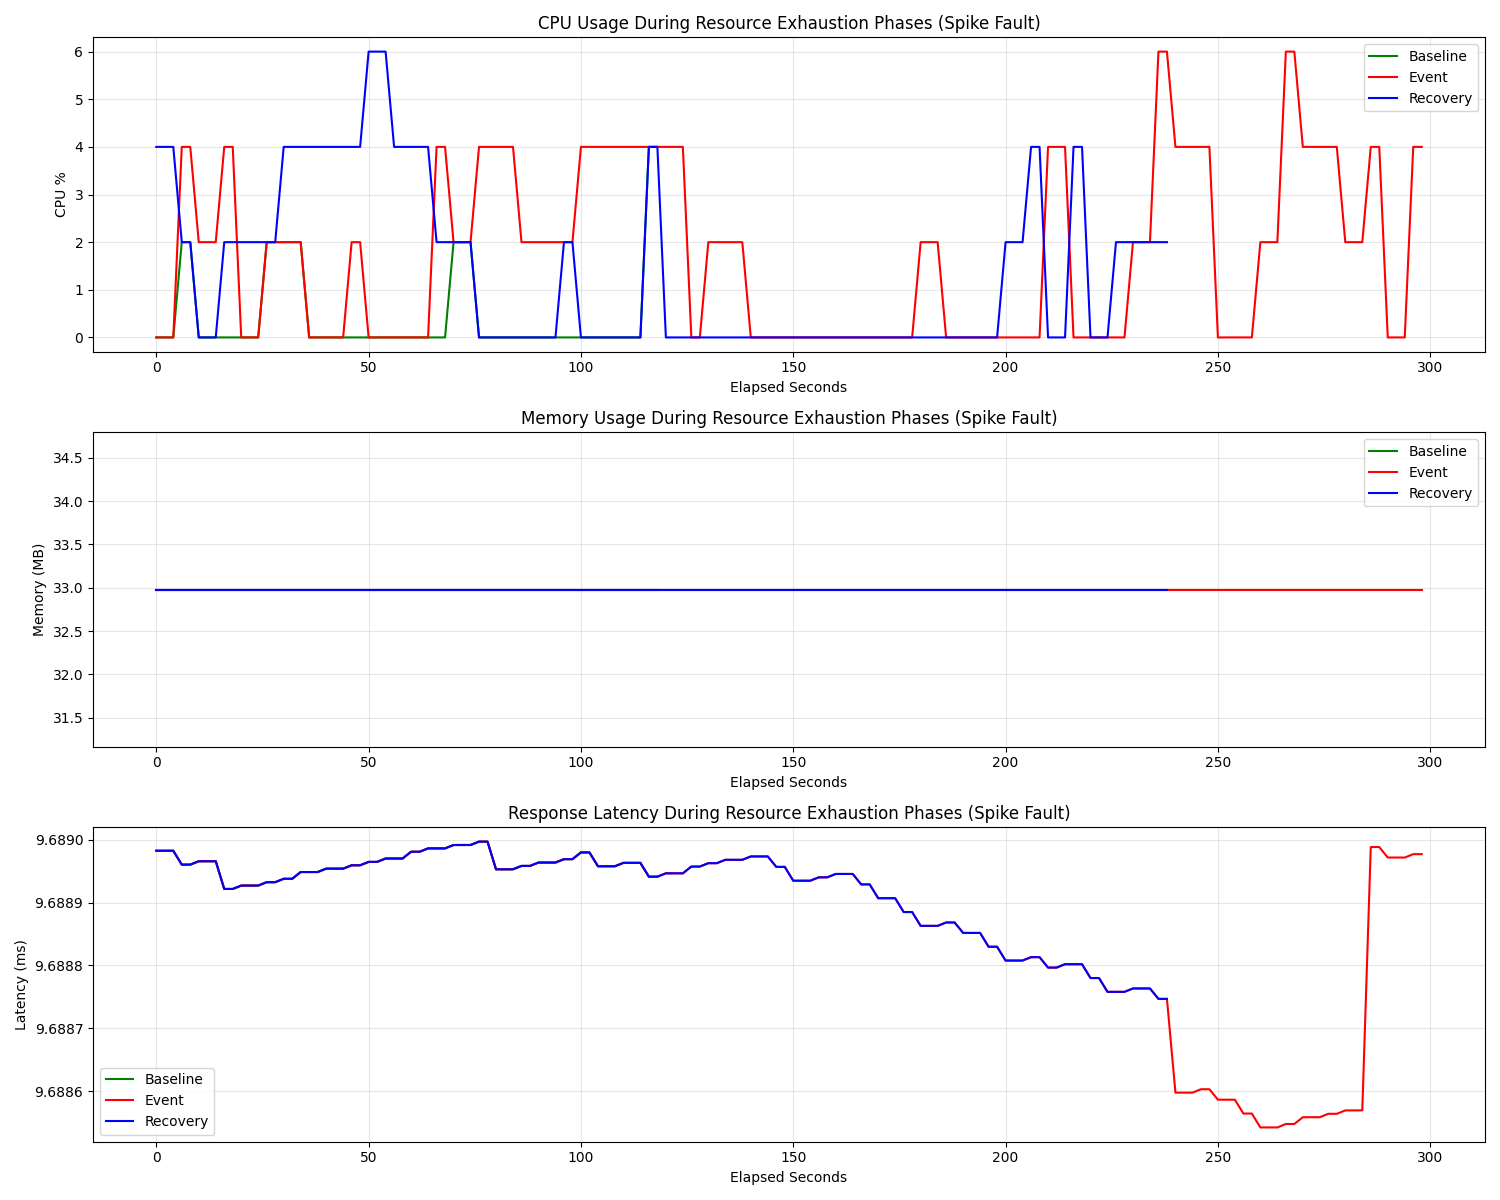 CPU Usage During Resource Exhaustion Phases (Spike Fault)
6
5
4
3
2
1
0
CPU %
Baseline
Event
Recovery
0 50 100 150 200 250 300
Elapsed Seconds
Memory Usage During Resource Exhaustion Phases (Spike Fault)
34.5
34.0
33.5
33.0
32.5
32.0
31.5
Memory (MB)
Baseline
Event
Recovery
0 50 100 150 200 250 300
Elapsed Seconds
Response Latency During Resource Exhaustion Phases (Spike Fault)
9.6890
9.6889
9.6888
9.6887
9.6886
Latency (ms)
Baseline
Event
Recovery
0 50 100 150 200 250 300
Elapsed Seconds